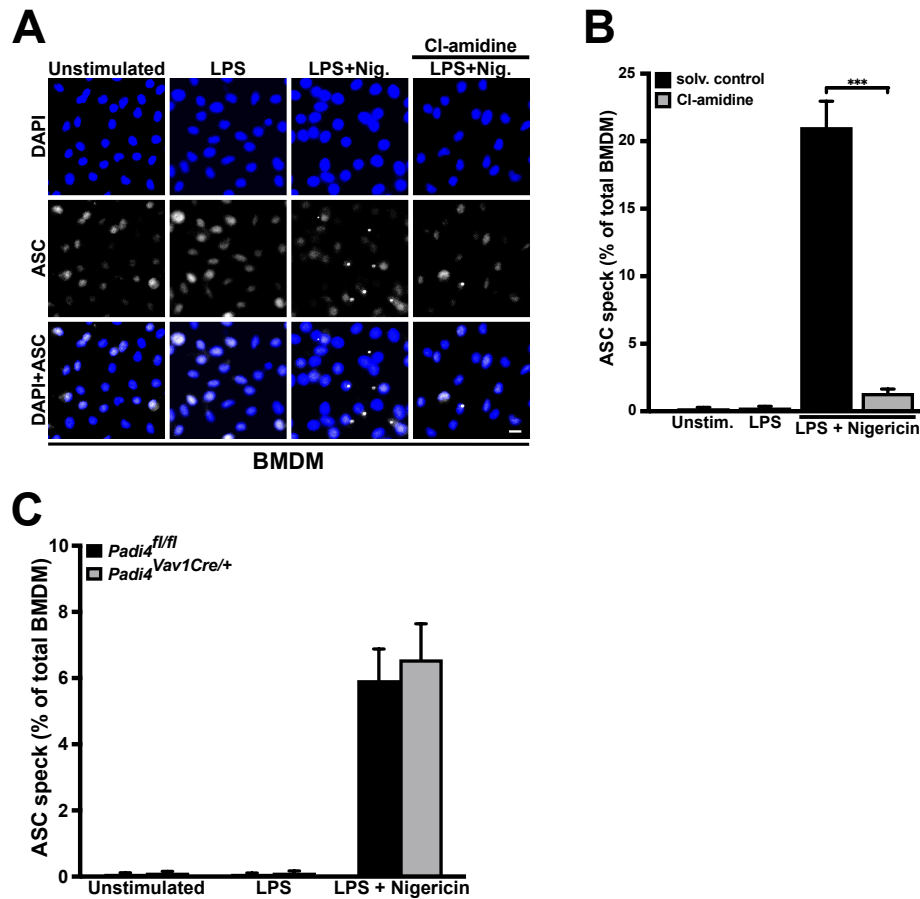 A
Cl-amidine
Unstimulated LPS LPS+Nig. LPS+Nig.
DAPI
ASC
DAPI+ASC
BMDM
B
ASC speck (% of total BMDM)
25
20
15
10
5
0
solv. control
Cl-amidine
***
Unstim. LPS LPS + Nigericin
C
ASC speck (% of total BMDM)
10
8
6
4
2
0
Padi4fl/fl
Padi4Vav1Cre/+
Unstimulated LPS LPS + Nigericin